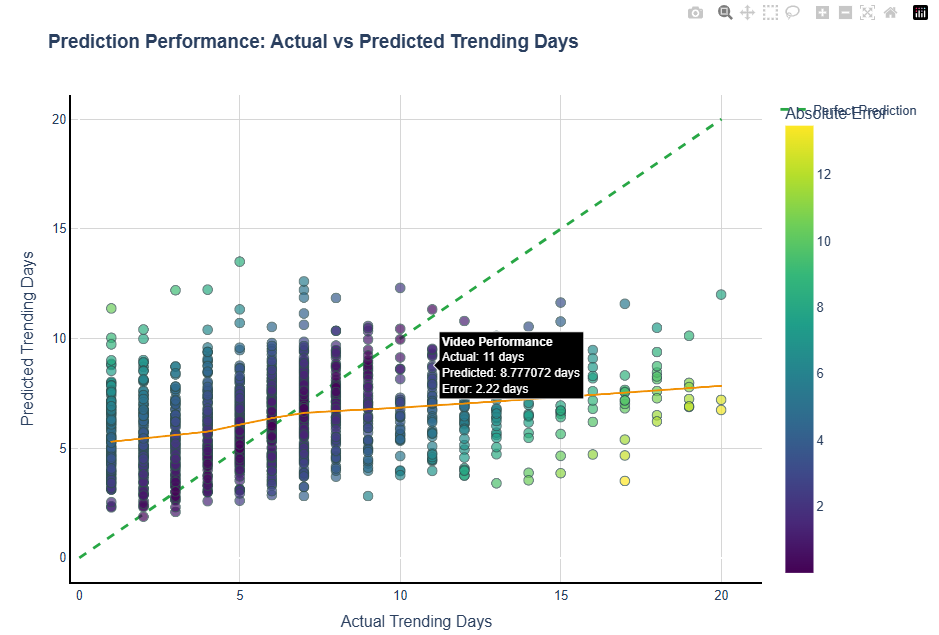 Prediction Performance: Actual vs Predicted Trending Days
Perfect Prediction
Absolute Error
20
15
10
5
0
Predicted Trending Days
Video Performance
Actual: 11 days
Predicted: 8.777072 days
Error: 2.22 days
12
10
8
6
4
2
0
5
10
15
20
Actual Trending Days